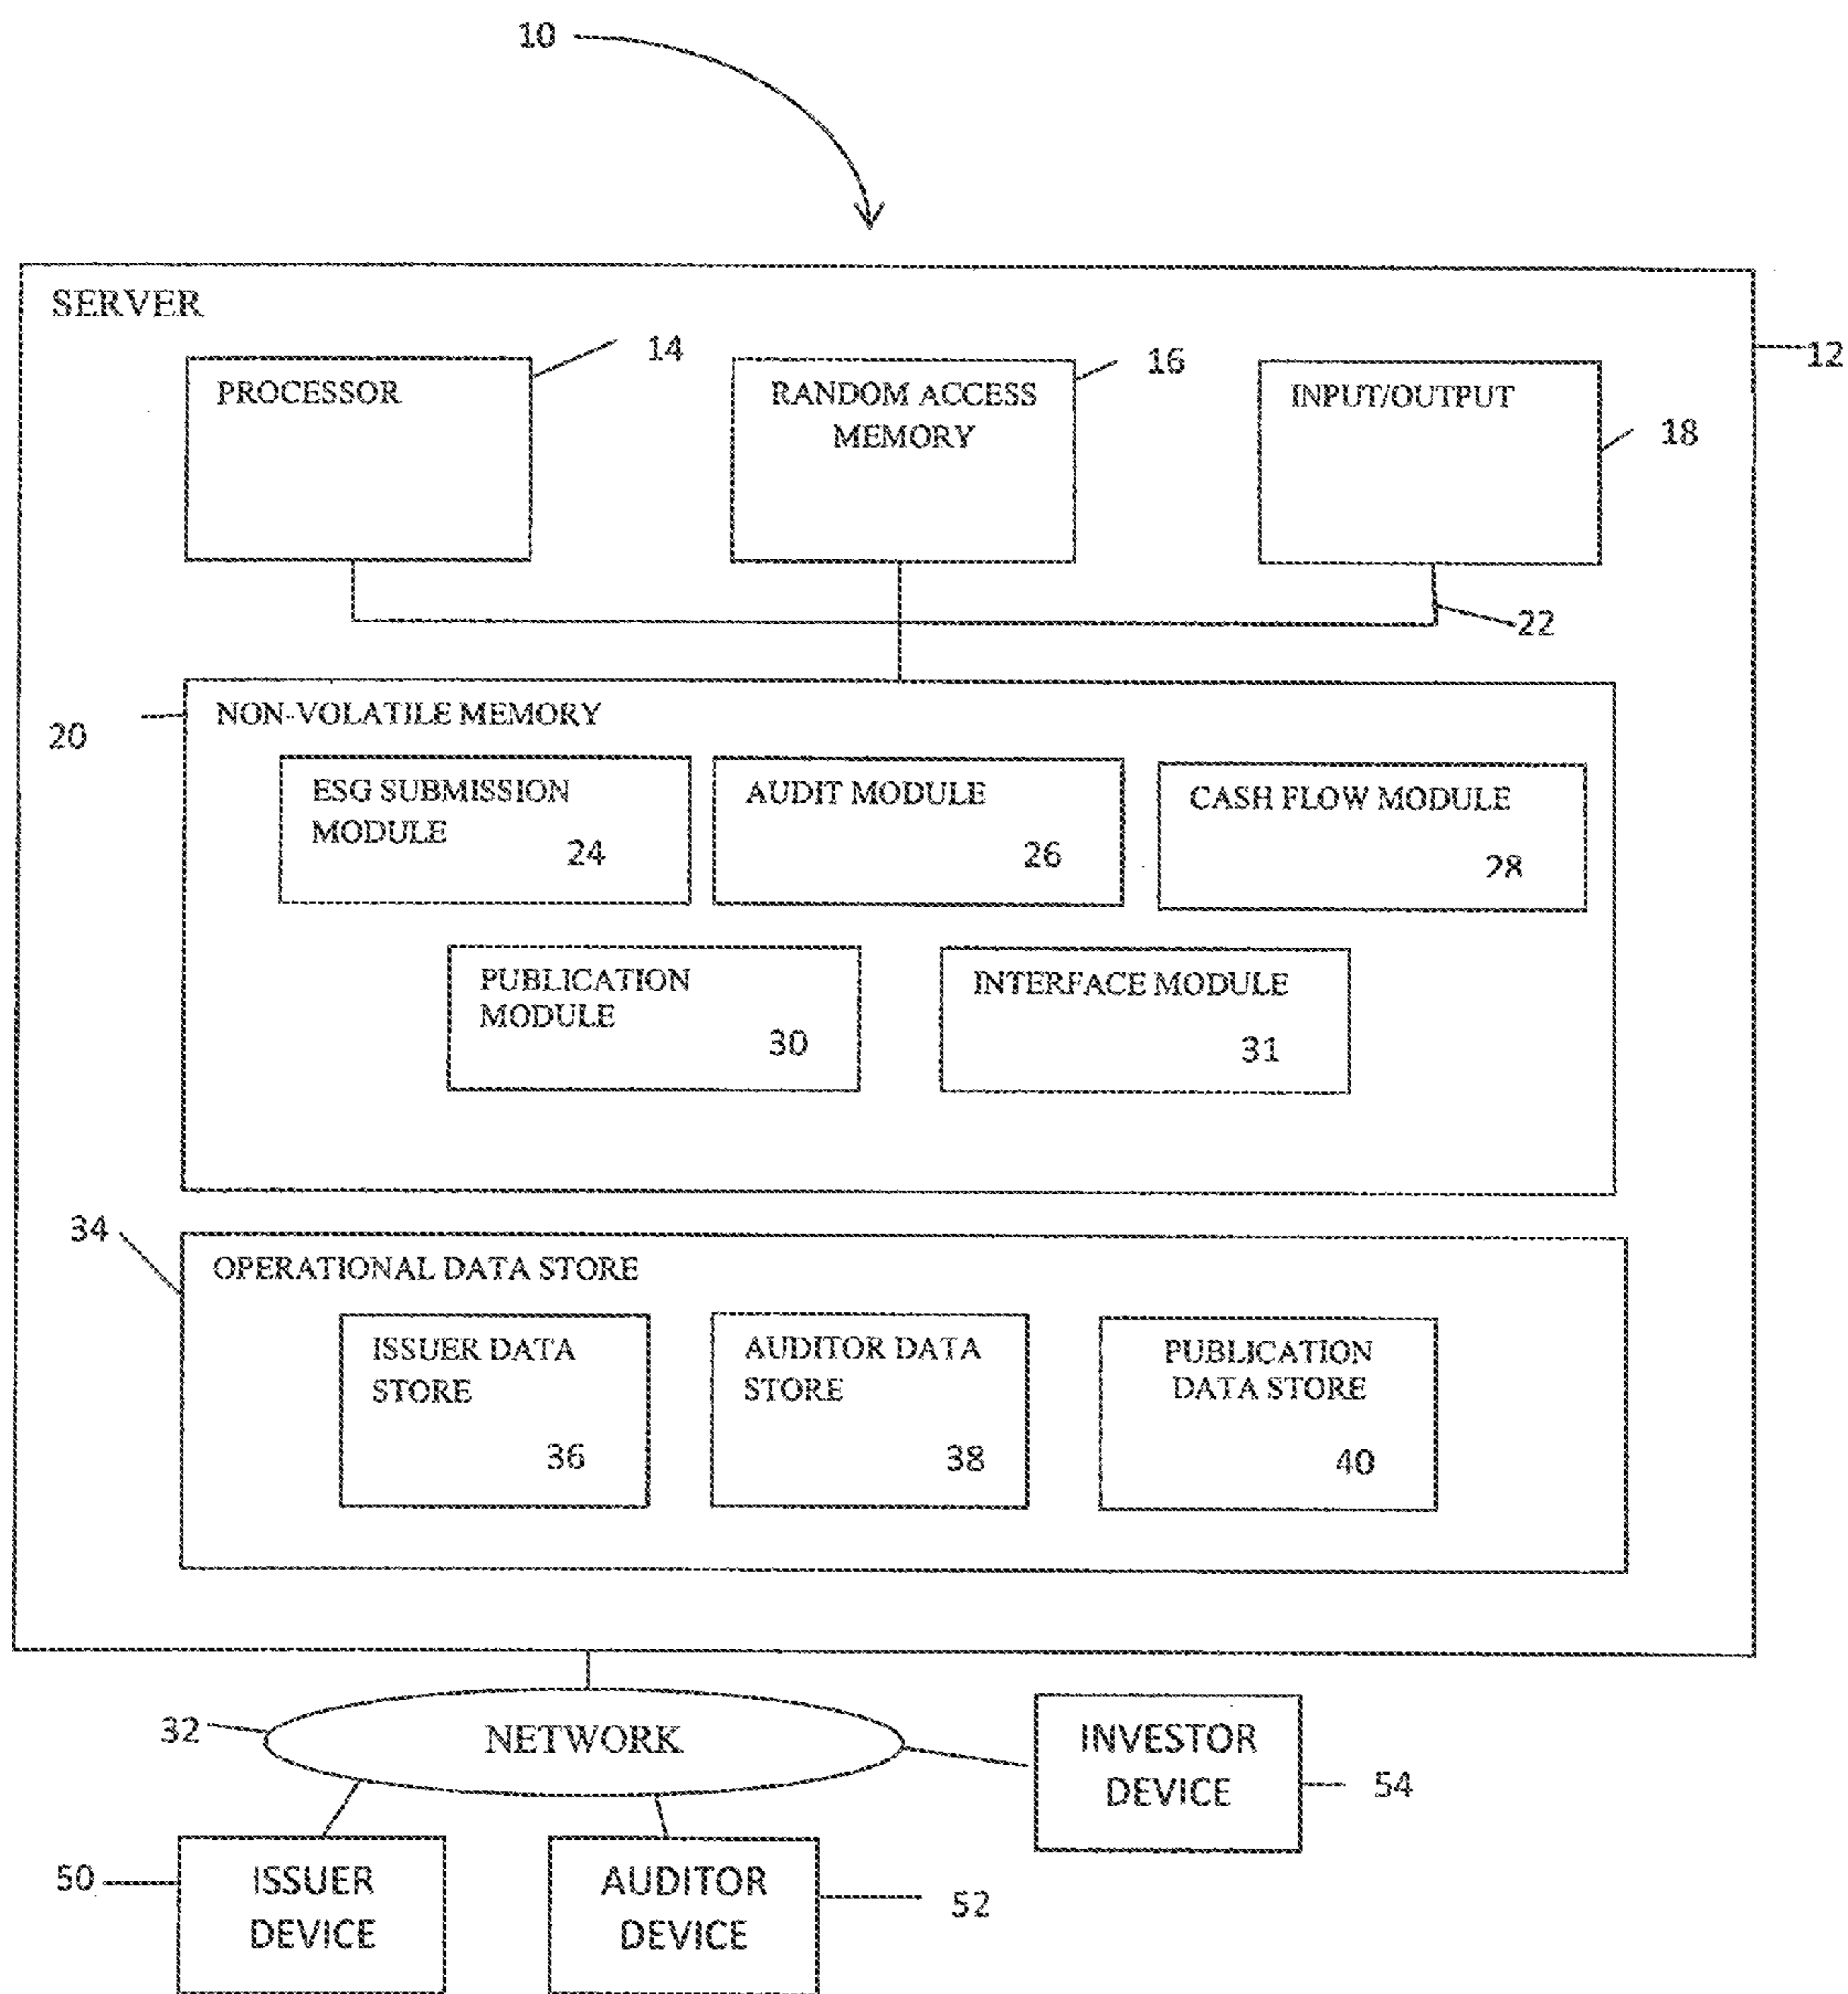 10
SERVER
12
PROCESSOR
14
RANDOM ACCESS
MEMORY
16
INPUT/OUTPUT
18
22
20
NON-VOLATILE MEMORY
ESG SUBMISSION
MODULE
24
AUDIT MODULE
26
CASH FLOW MODULE
28
PUBLICATION
MODULE
30
INTERFACE MODULE
31
34
OPERATIONAL DATA STORE
ISSUER DATA
STORE
36
AUDITOR DATA
STORE
38
PUBLICATION
DATA STORE
40
32
NETWORK
INVESTOR
DEVICE
54
50
ISSUER
DEVICE
AUDITOR
DEVICE
52